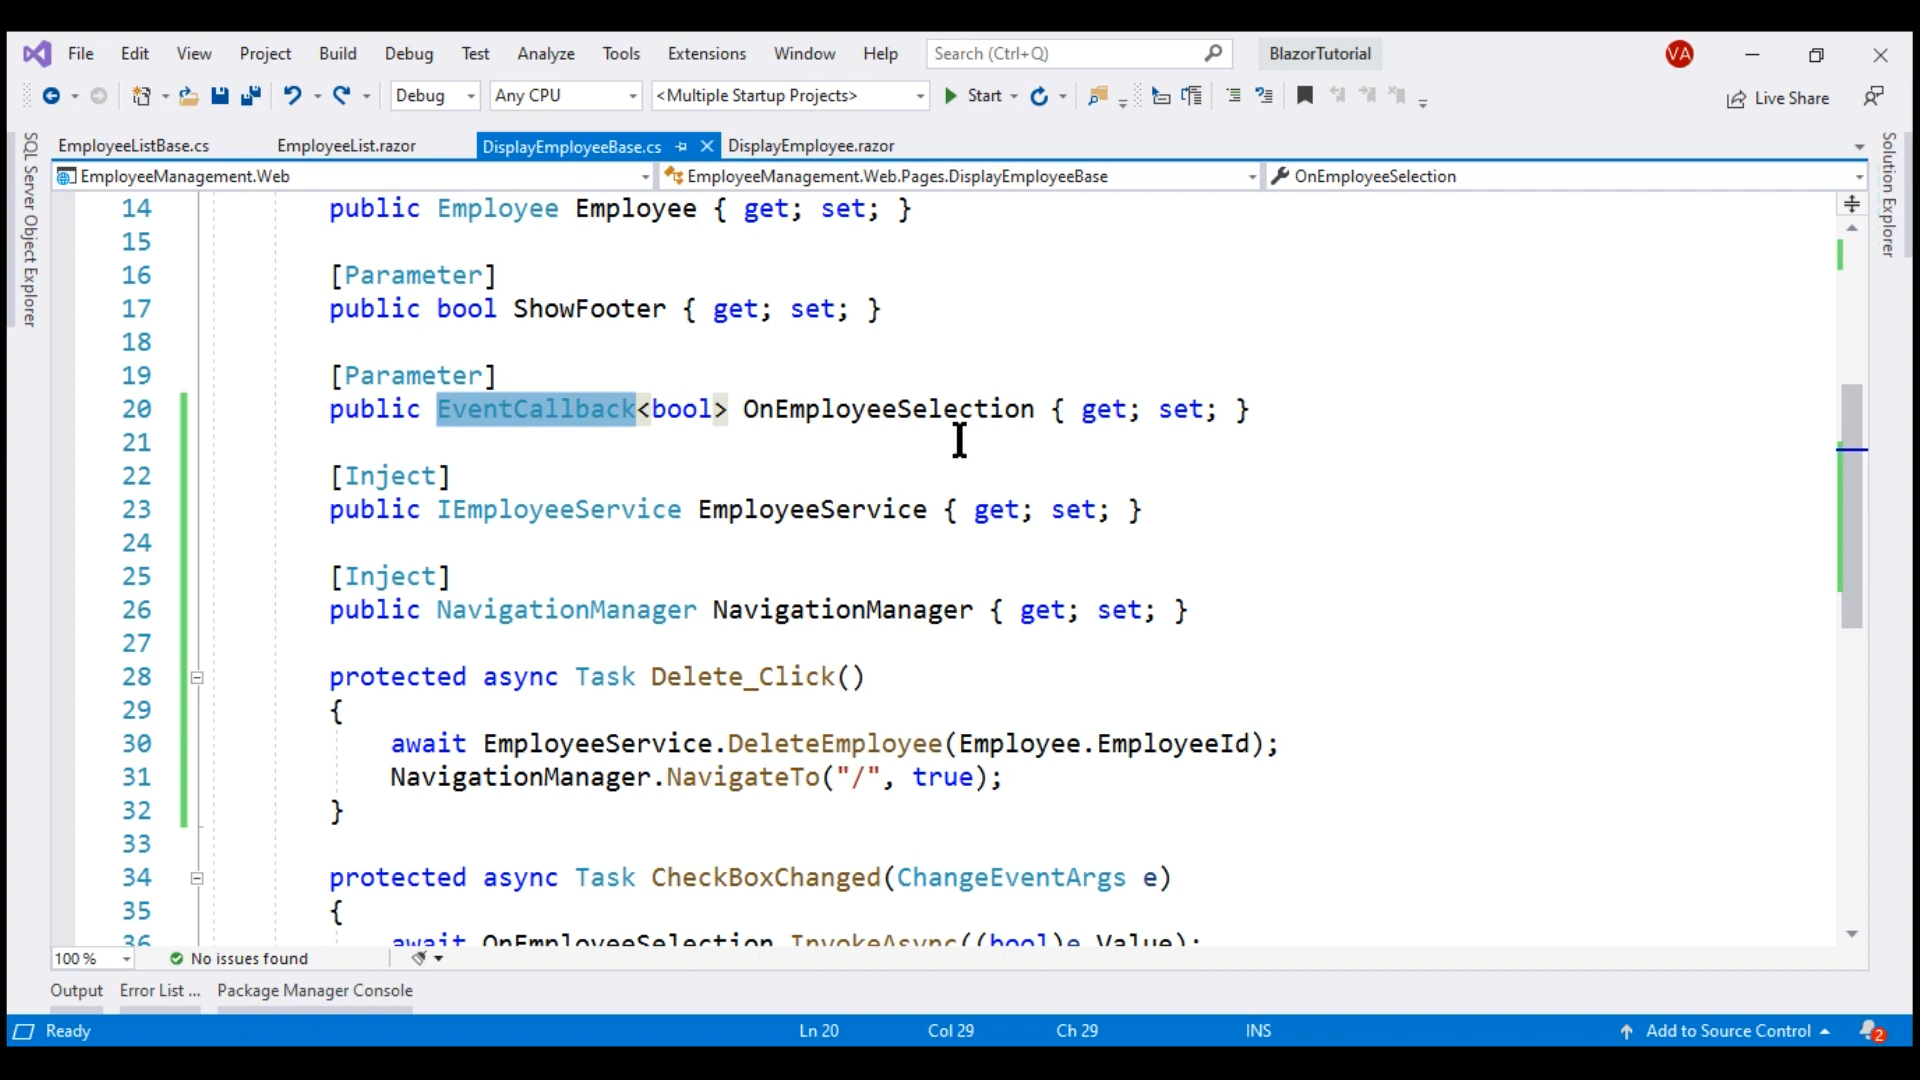 File Edit View Project Build Debug Test Analyze Tools Extensions Window Help Search (Ctrl+Q) BlazorTutorial VA
Debug Any CPU <Multiple Startup Projects> Start Live Share
SQL Server Object Explorer
Solution Explorer
EmployeeListBase.cs EmployeeList.razor DisplayEmployeeBase.cs DisplayEmployee.razor
EmployeeManagement.Web EmployeeManagement.Web.Pages.DisplayEmployeeBase OnEmployeeSelection
14 public Employee Employee { get; set; }
15
16 [Parameter]
17 public bool ShowFooter { get; set; }
18
19 [Parameter]
20 public EventCallback<bool> OnEmployeeSelection { get; set; }
21
22 [Inject]
23 public IEmployeeService EmployeeService { get; set; }
24
25 [Inject]
26 public NavigationManager NavigationManager { get; set; }
27
28 protected async Task Delete_Click()
29 {
30 await EmployeeService.DeleteEmployee(Employee.EmployeeId);
31 NavigationManager.NavigateTo("/", true);
32 }
33
34 protected async Task CheckBoxChanged(ChangeEventArgs e)
35 {
36 await OnEmployeeSelection.InvokeAsync((bool)e.Value);
100 % No issues found
Output Error List ... Package Manager Console
Ready Ln 20 Col 29 Ch 29 INS Add to Source Control 2